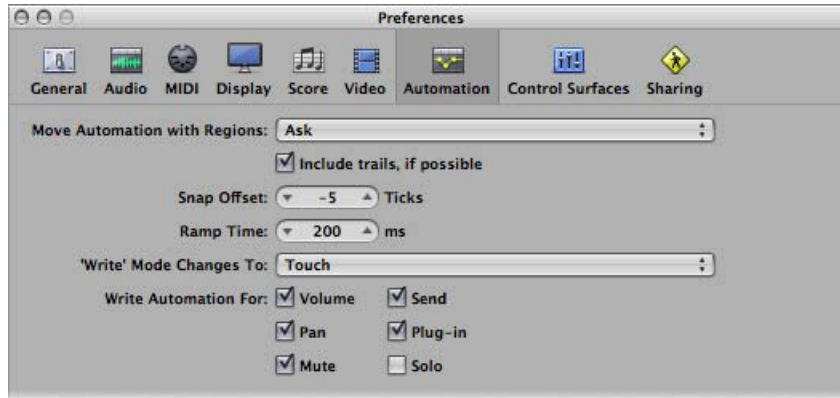 Preferences
General Audio MIDI Display Score Video Automation Control Surfaces Sharing
Move Automation with Regions: Ask
Include trails, if possible
Snap Offset: -5 Ticks
Ramp Time: 200 ms
'Write' Mode Changes To: Touch
Write Automation For: Volume Send
Pan Plug-in
Mute Solo